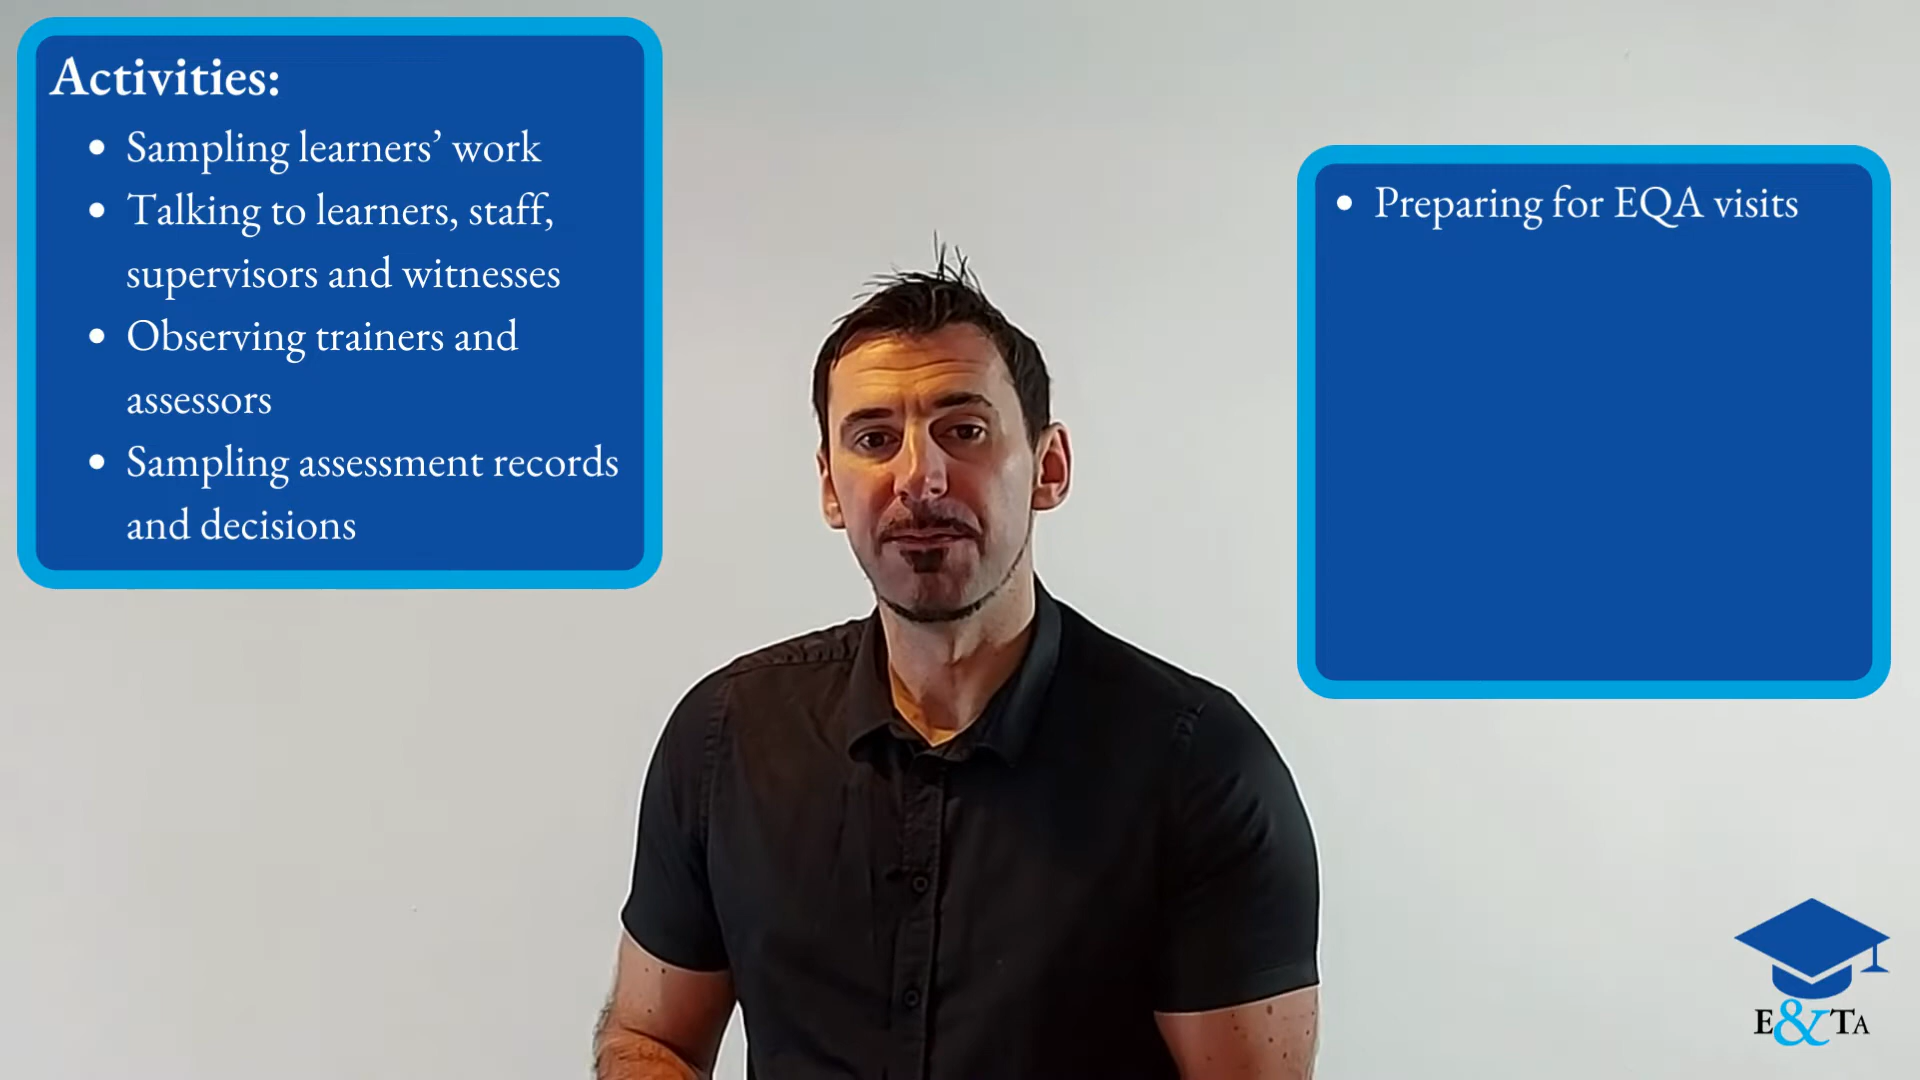 Activities:
• Sampling learners’ work
• Talking to learners, staff,
supervisors and witnesses
• Observing trainers and
assessors
• Sampling assessment records
and decisions
• Preparing for EQA visits
E&TA